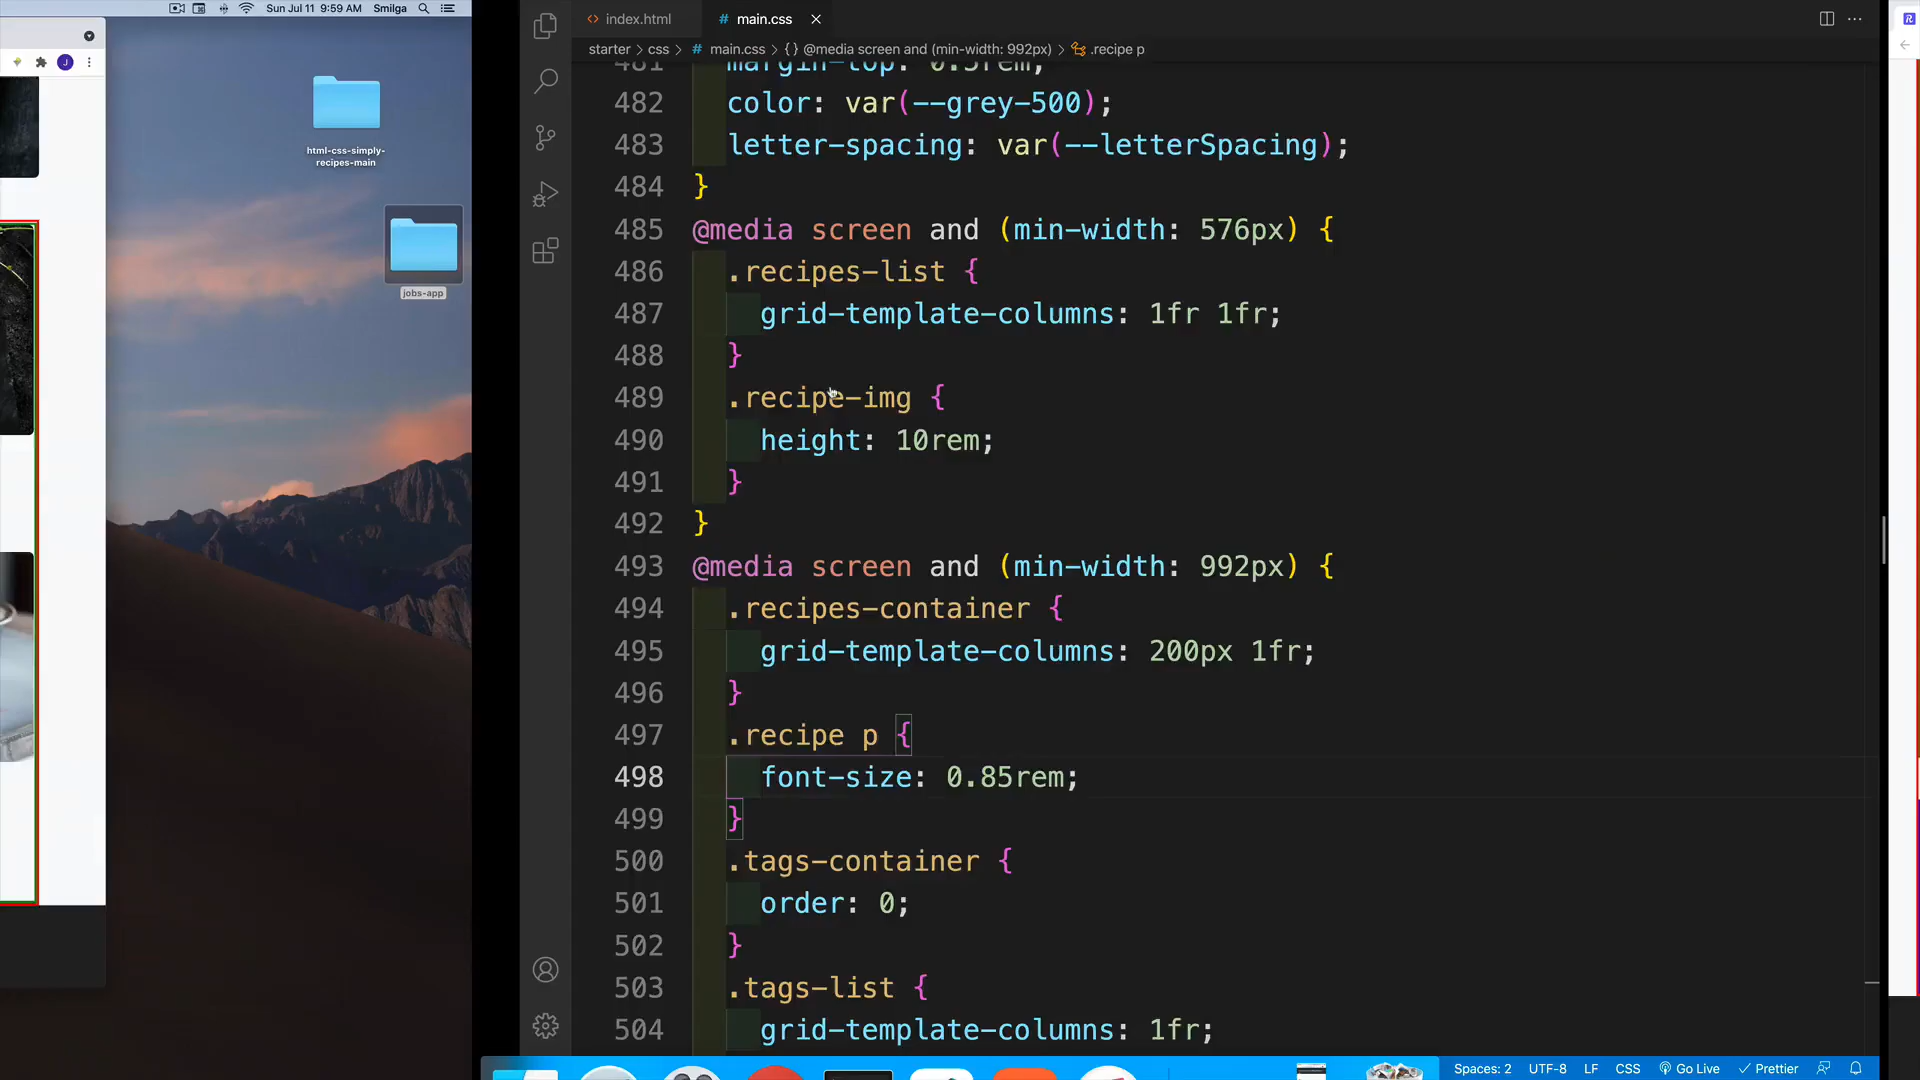 Sun Jul 11 9:59 AM Smilga
J
html-css-simply-
recipes-main
jobs-app
<> index.html
# main.css ×
starter > css > # main.css > {} @media screen and (min-width: 992px) > .recipe p
481 margin-top: 0.5rem;
482 color: var(--grey-500);
483 letter-spacing: var(--letterSpacing);
484 }
485 @media screen and (min-width: 576px) {
486 .recipes-list {
487 grid-template-columns: 1fr 1fr;
488 }
489 .recipe-img {
490 height: 10rem;
491 }
492 }
493 @media screen and (min-width: 992px) {
494 .recipes-container {
495 grid-template-columns: 200px 1fr;
496 }
497 .recipe p {
498 font-size: 0.85rem;
499 }
500 .tags-container {
501 order: 0;
502 }
503 .tags-list {
504 grid-template-columns: 1fr;
Spaces: 2 UTF-8 LF CSS Go Live Prettier